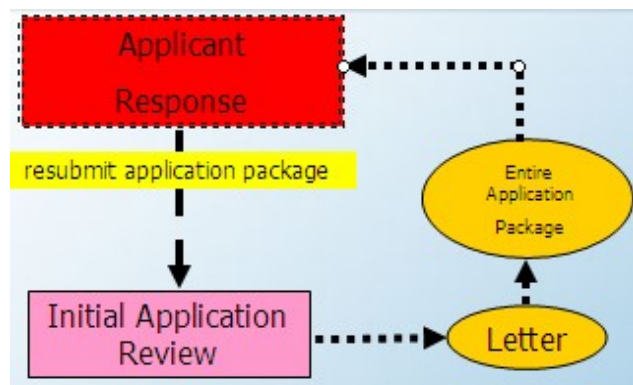 Applicant
Response
resubmit application package
Entire
Application
Package
Initial Application
Review
Letter